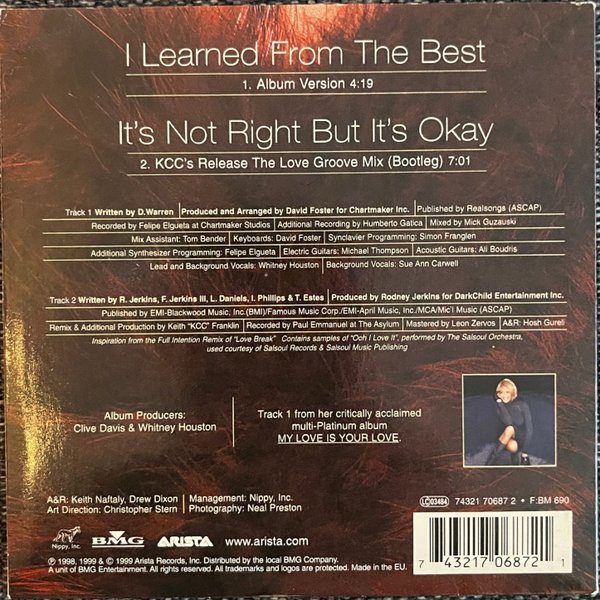 I Learned From The Best
1. Album Version 4:19
It's Not Right But It's Okay
2. KCC's Release The Love Groove Mix (Bootleg) 7:01
Track 1 Written by D.Warren Produced and Arranged by David Foster for Chartmaker Inc. Published by Realsongs (ASCAP)
Recorded by Felipe Elgueta at Chartmaker Studios Additional Recording by Humberto Gatica Mixed by Mick Guzauski
Mix Assistant: Tom Bender Keyboards: David Foster Synclavier Programming: Simon Franglen
Additional Synthesizer Programming: Felipe Elgueta Electric Guitars: Michael Thompson Acoustic Guitars: Ali Boudris
Lead and Background Vocals: Whitney Houston Background Vocals: Sue Ann Carwell
Track 2 Written by R. Jerkins, F. Jerkins III, L. Daniels, I. Phillips & T. Estes Produced by Rodney Jerkins for DarkChild Entertainment Inc.
Published by EMI-Blackwood Music, Inc.(BMI)/Famous Music Corp./EMI-April Music, Inc./MCA/Mic'l Music (ASCAP)
Remix & Additional Production by Keith "KCC" Franklin Recorded by Paul Emmanuel at The Asylum Mastered by Leon Zervos A&R: Hosh Gureli
Inspiration from the Full Intention Remix of "Love Break" Contains samples of "Ooh I Love It", performed by The Salsoul Orchestra,
used courtesy of Salsoul Records & Salsoul Music Publishing
Album Producers:
Clive Davis & Whitney Houston
Track 1 from her critically acclaimed
multi-Platinum album
MY LOVE IS YOUR LOVE.
A&R: Keith Naftaly, Drew Dixon Management: Nippy, Inc.
Art Direction: Christopher Stern Photography: Neal Preston
LC03484 74321 70687 2 • F:BM 690
Nippy, Inc. BMG ARISTA www.arista.com
℗ 1998, 1999 & © 1999 Arista Records, Inc. Distributed by the local BMG Company.
A unit of BMG Entertainment. All rights reserved. All trademarks and logos are protected. Made in the EU.
7 43217 06872 1